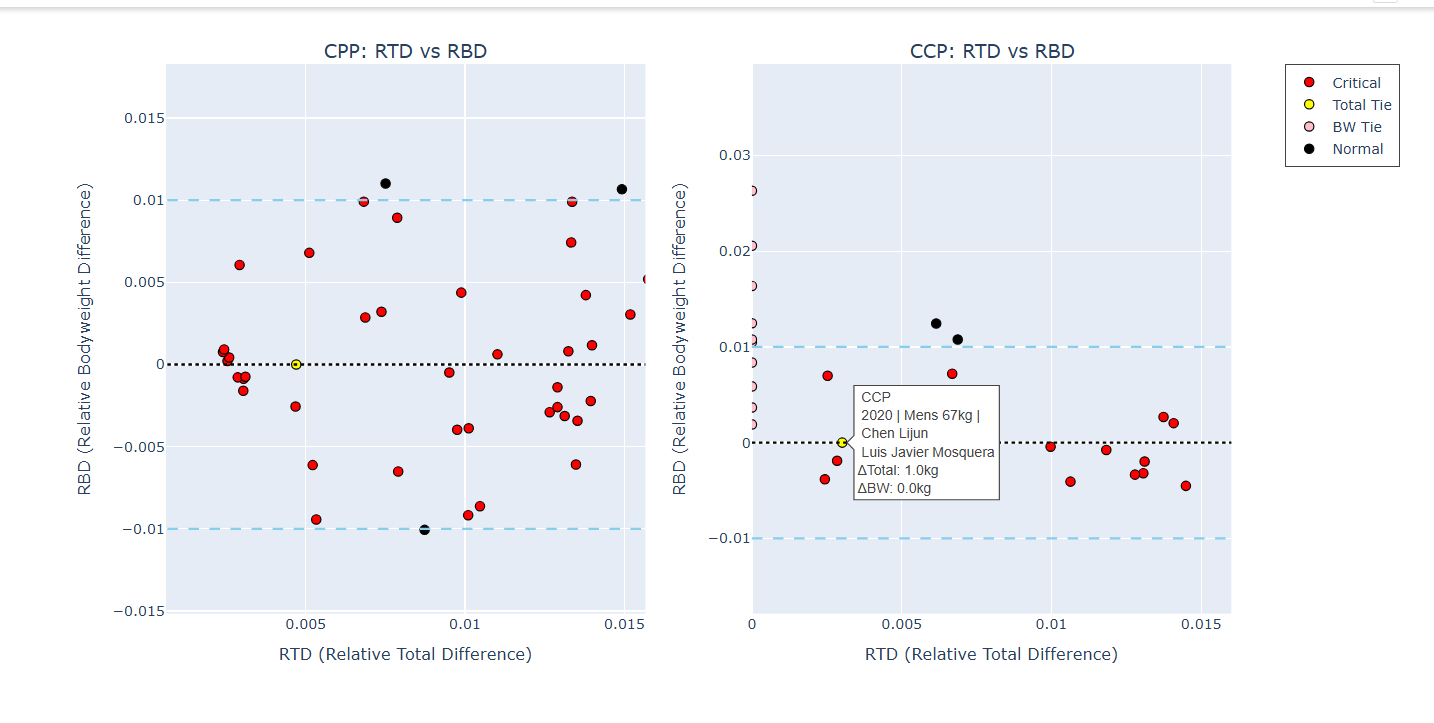 CPP: RTD vs RBD
CCP: RTD vs RBD
Critical
Total Tie
BW Tie
Normal
RBD (Relative Bodyweight Difference)
0.015
0.01
0.005
0
−0.005
−0.01
−0.015
0.005
0.01
0.015
RTD (Relative Total Difference)
RBD (Relative Bodyweight Difference)
0.03
0.02
0.01
0
−0.01
0
0.005
0.01
0.015
RTD (Relative Total Difference)
CCP
2020 | Mens 67kg |
Chen Lijun
Luis Javier Mosquera
ΔTotal: 1.0kg
ΔBW: 0.0kg